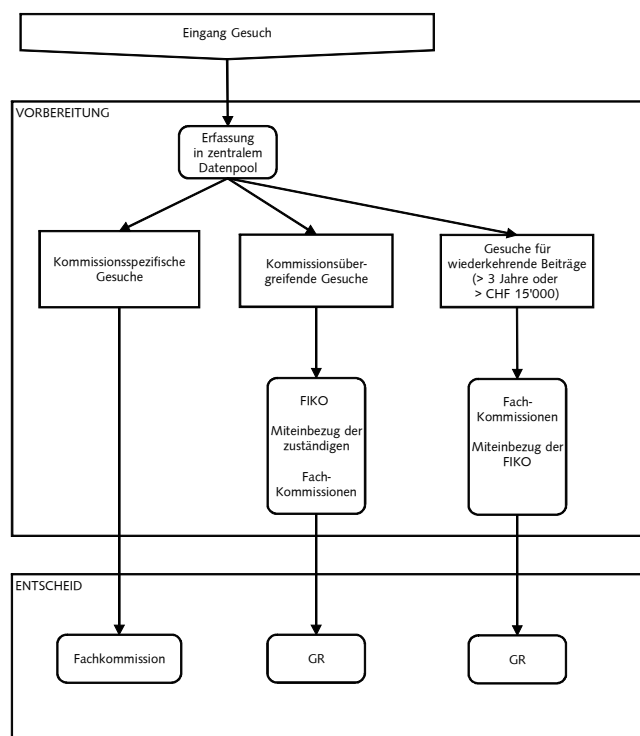 Eingang Gesuch
VORBEREITUNG
Erfassung
in zentralem
Datenpool
Kommissionsspezifische
Gesuche
Kommissionsüber-
greifende Gesuche
Gesuche für
wiederkehrende Beiträge
(> 3 Jahre oder
> CHF 15'000)
FIKO
Miteinbezug der
zuständigen
Fach-
Kommissionen
Fach-
Kommissionen
Miteinbezug der
FIKO
ENTSCHEID
Fachkommission
GR
GR